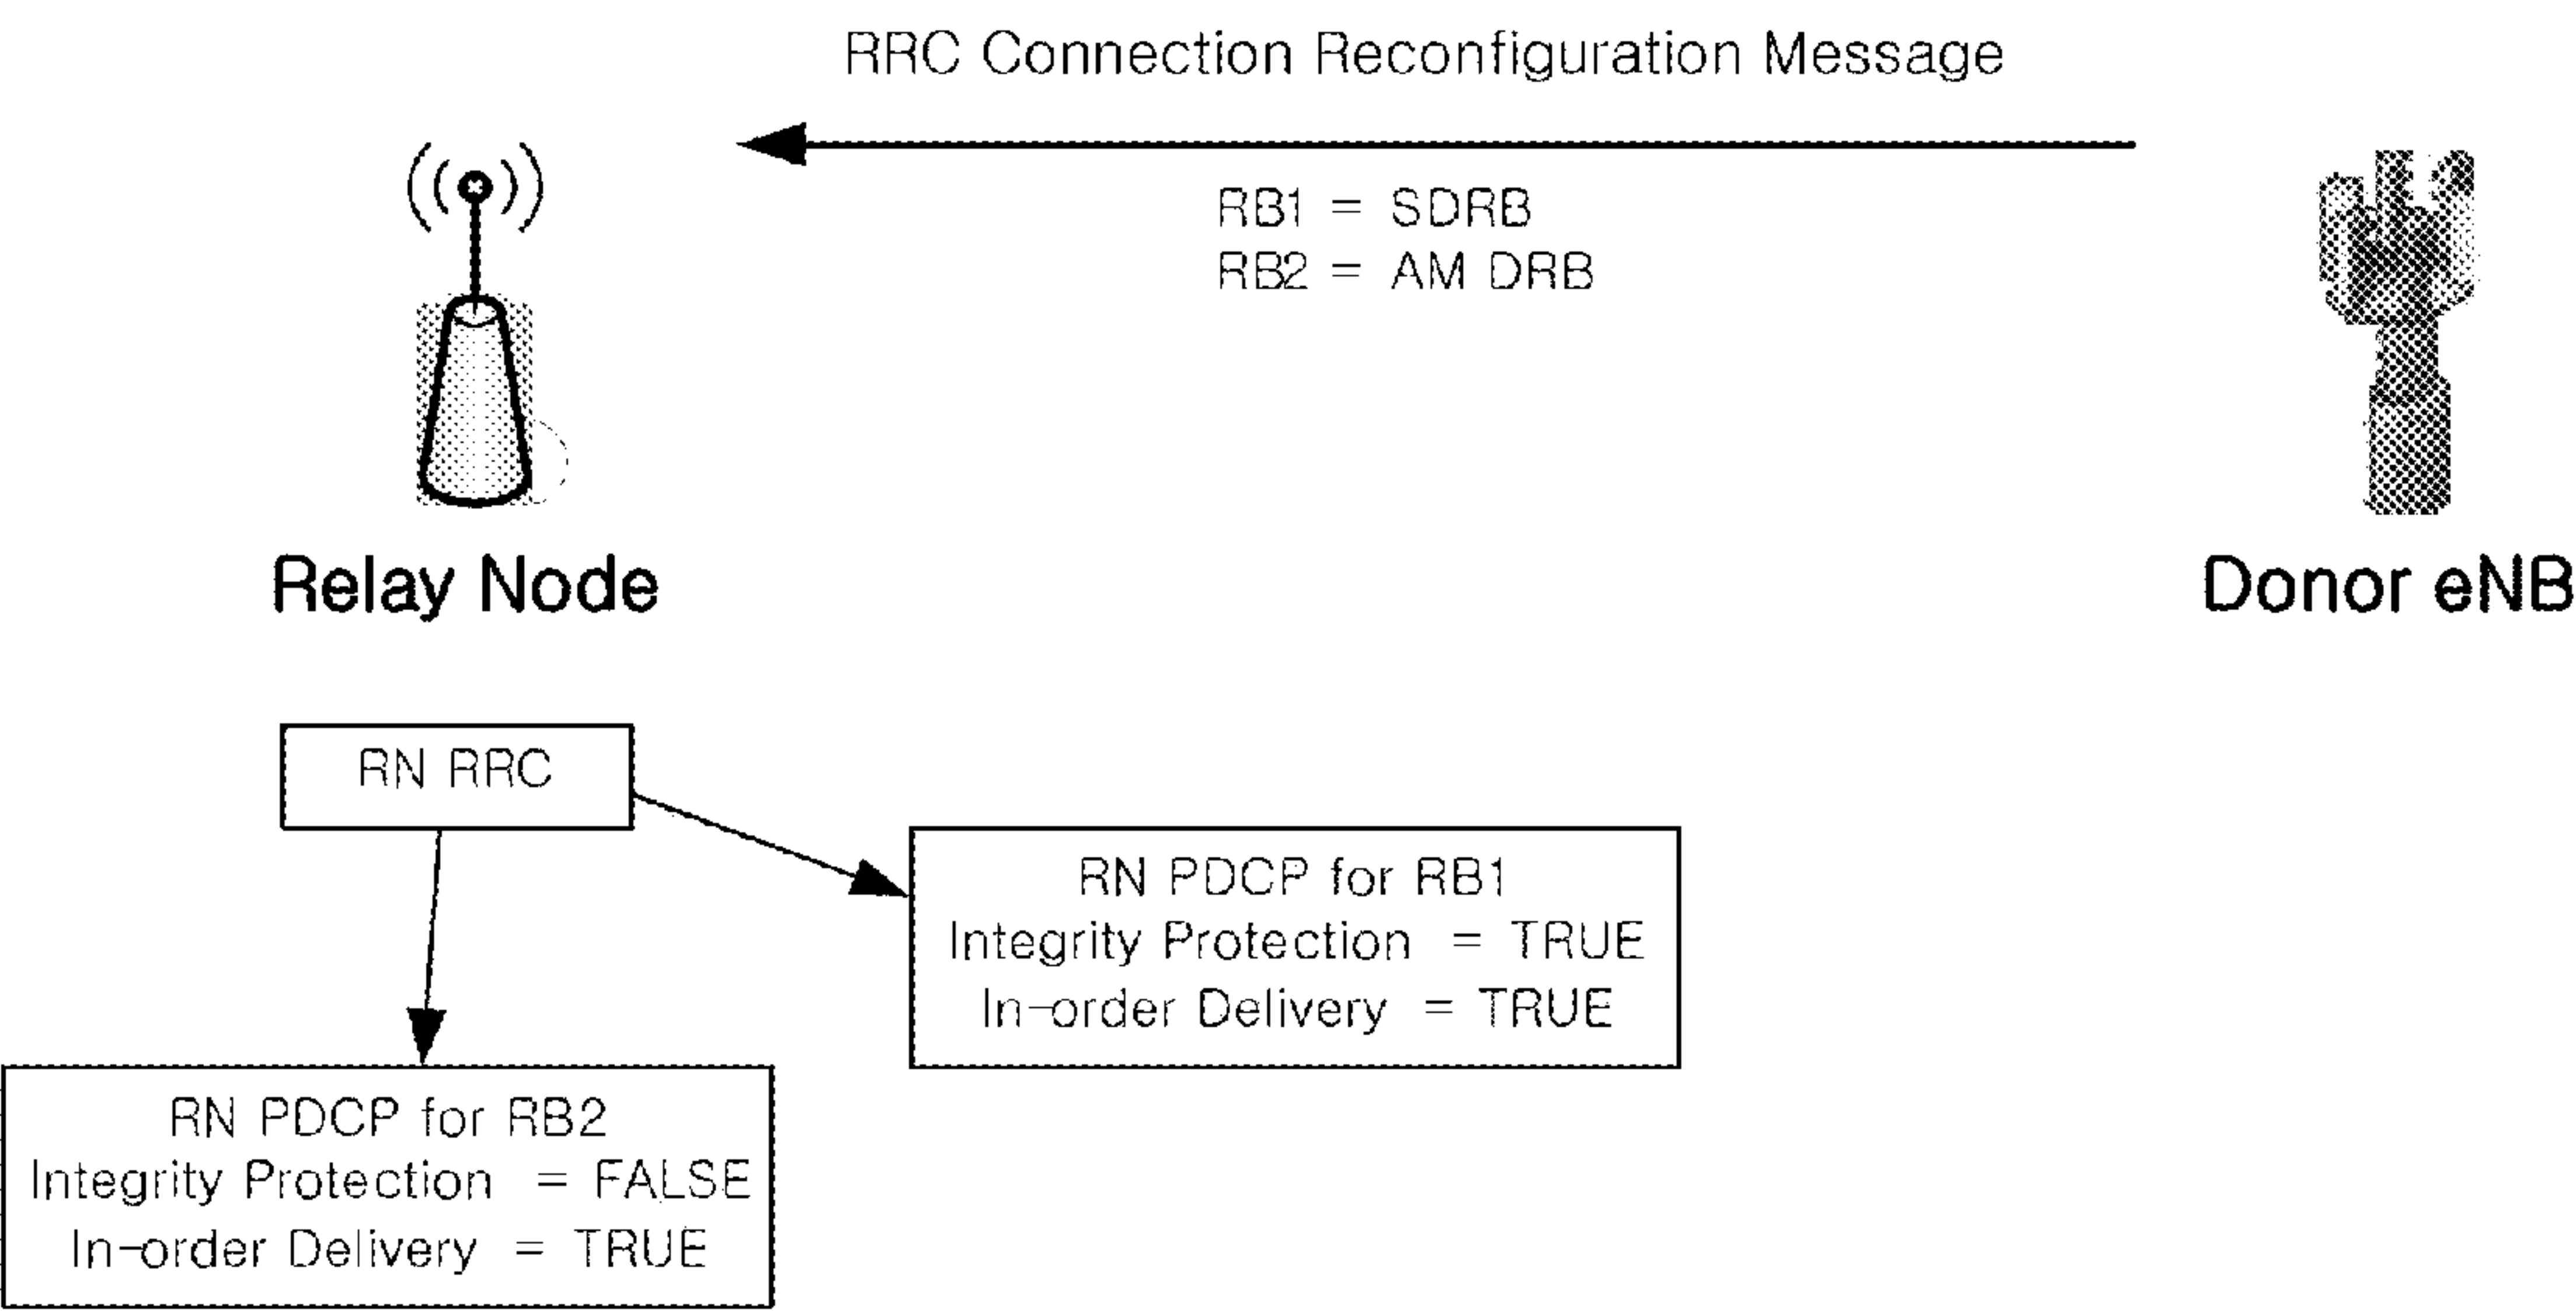 RRC Connection Reconfiguration Message
RB1 = SDRB
RB2 = AM DRB
Relay Node
Donor eNB
RN RRC
RN PDCP for RB1
Integrity Protection = TRUE
In-order Delivery = TRUE
RN PDCP for RB2
Integrity Protection = FALSE
In-order Delivery = TRUE